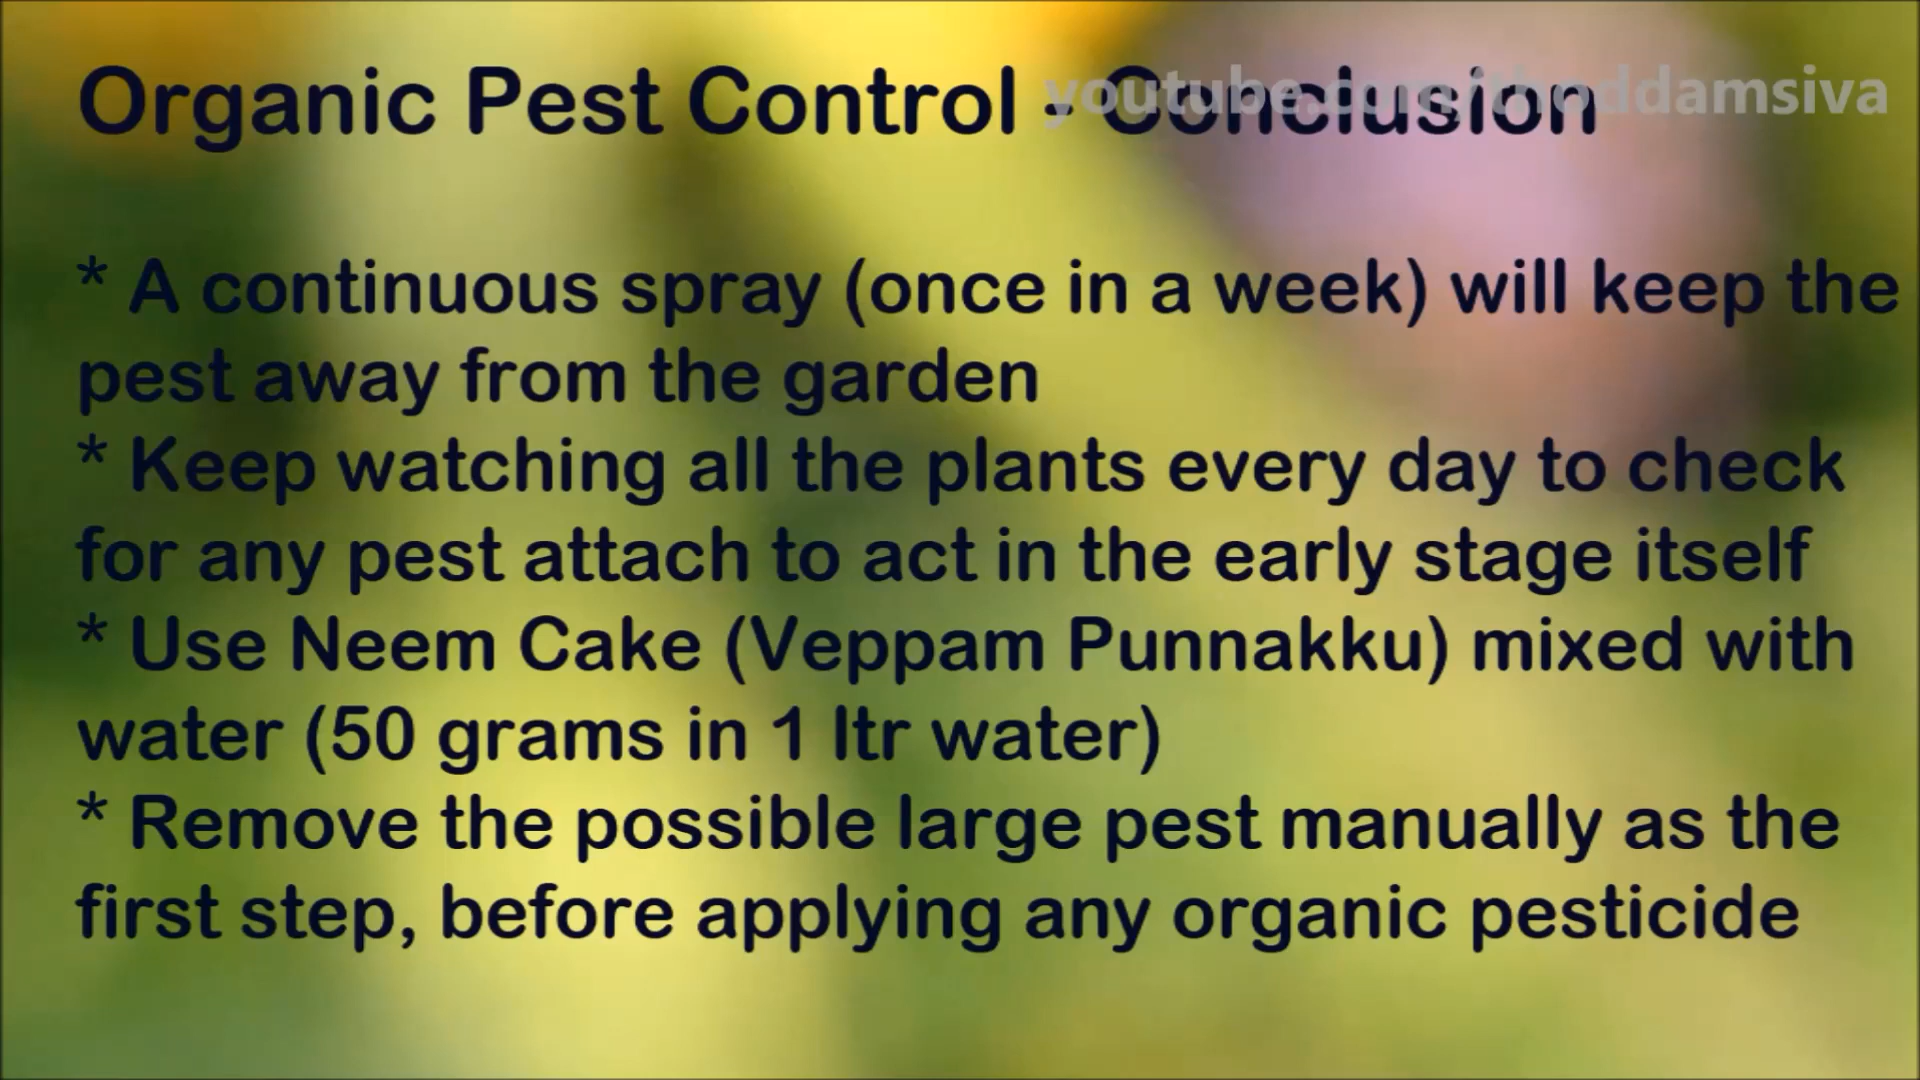 Organic Pest Control - Conclusion
* A continuous spray (once in a week) will keep the
pest away from the garden
* Keep watching all the plants every day to check
for any pest attach to act in the early stage itself
* Use Neem Cake (Veppam Punnakku) mixed with
water (50 grams in 1 ltr water)
* Remove the possible large pest manually as the
first step, before applying any organic pesticide